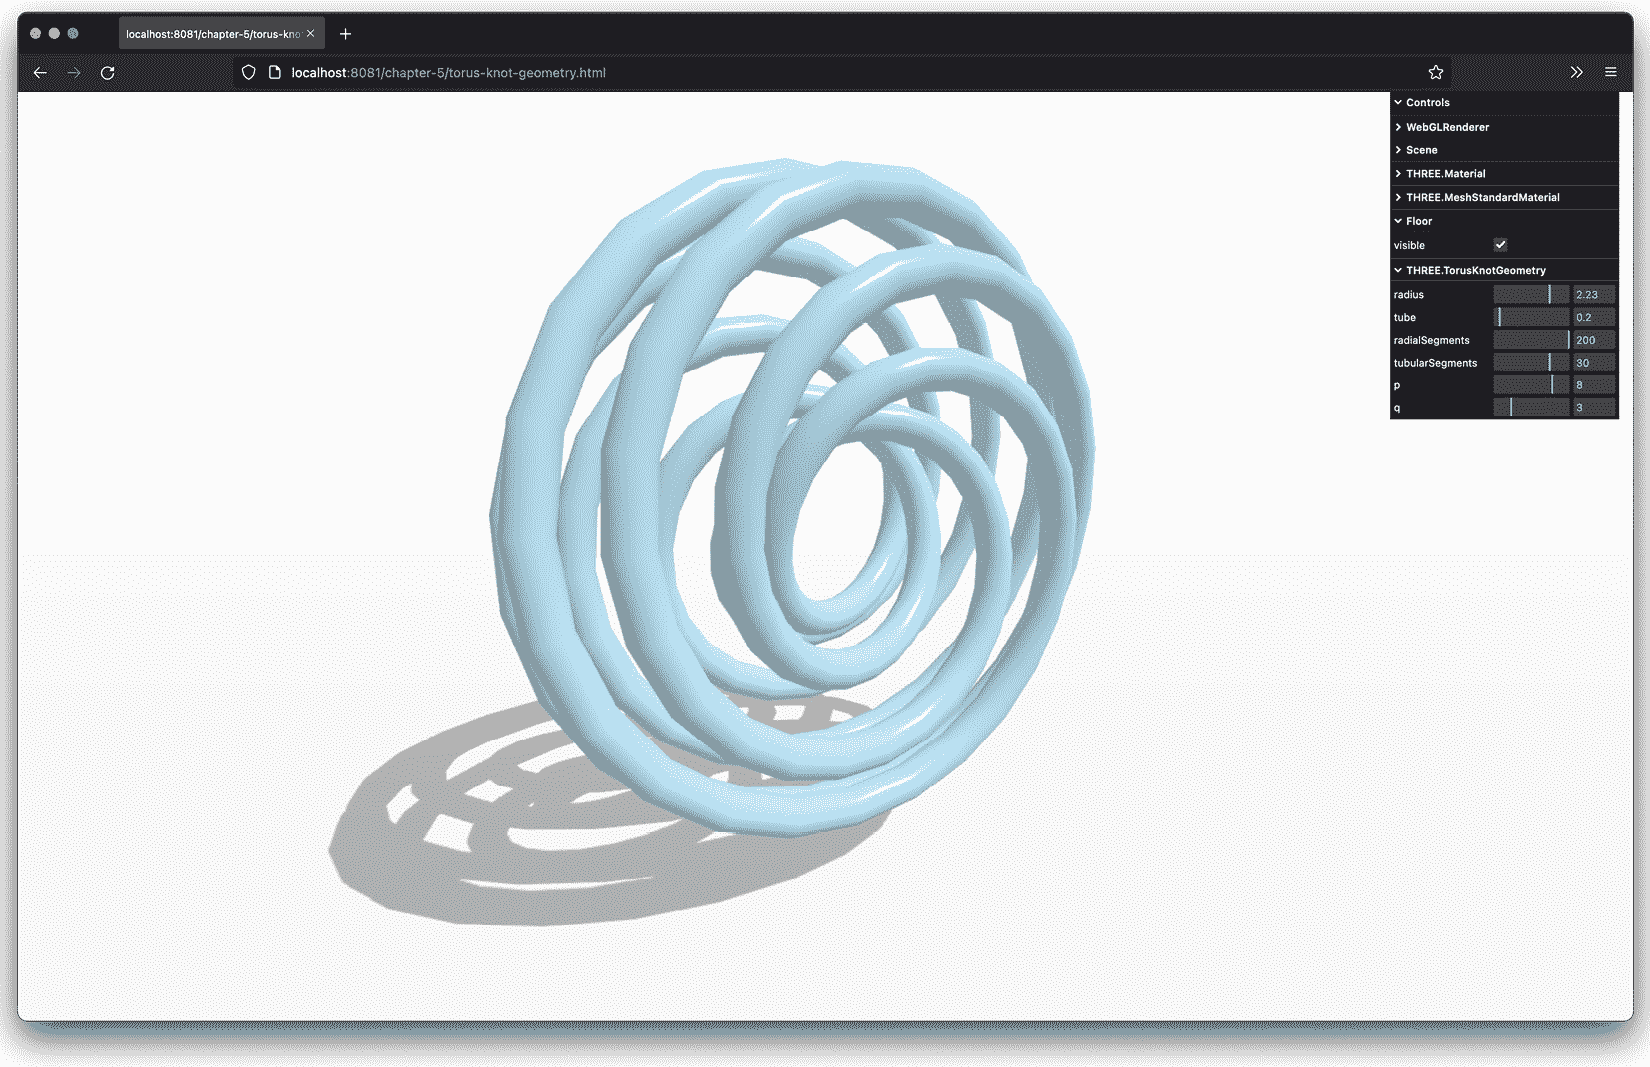 localhost:8081/chapter-5/torus-kno
localhost:8081/chapter-5/torus-knot-geometry.html
Controls
WebGLRenderer
Scene
THREE.Material
THREE.MeshStandardMaterial
Floor
visible
THREE.TorusKnotGeometry
radius 2.23
tube 0.2
radialSegments 200
tubularSegments 30
p 8
q 3